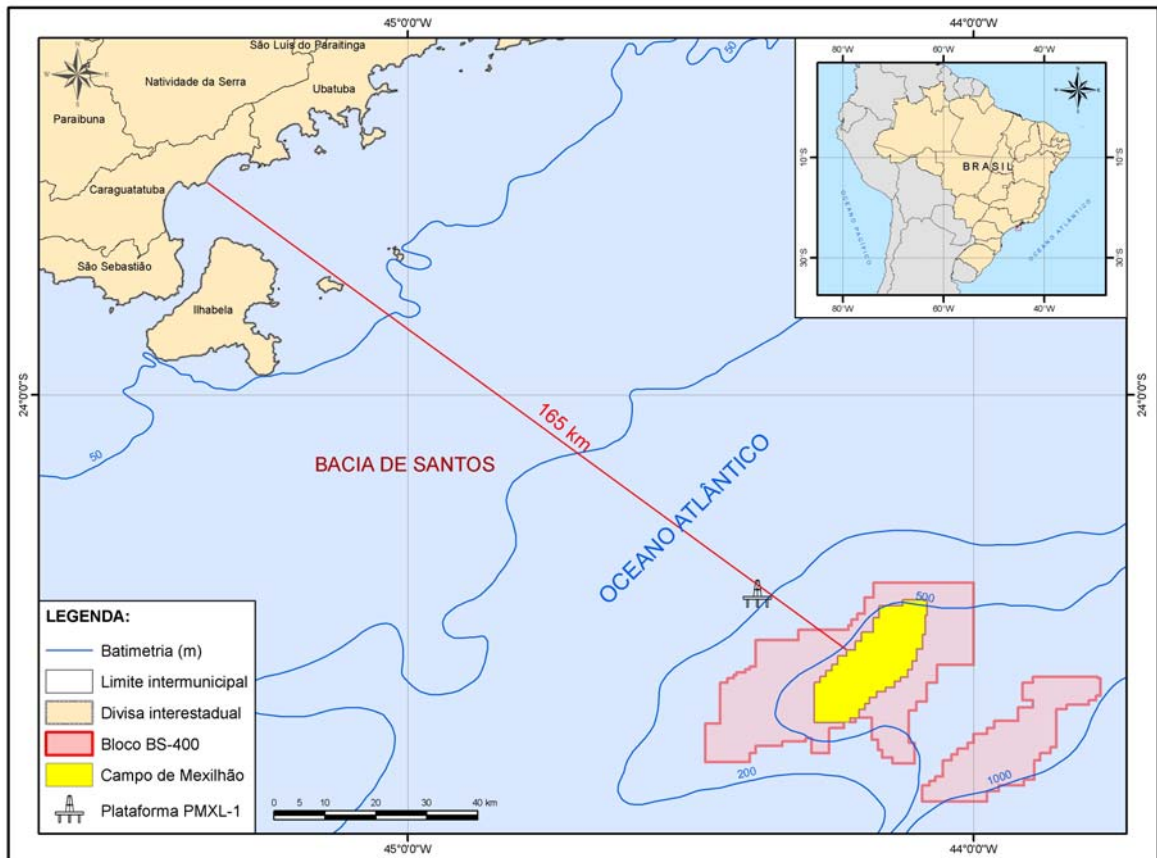 45°0'0"W
44°0'0"W
São Luís do Paraitinga
Natividade da Serra
Ubatuba
Paraibuna
Caraguatatuba
São Sebastião
Ilhabela
50
N
S
W
E
80°W
60°W
40°W
10°S
10°S
BRASIL
OCEANO PACÍFICO
OCEANO ATLÂNTICO
30°S
30°S
80°W
60°W
40°W
24°0'0"S
24°0'0"S
165 km
50
BACIA DE SANTOS
OCEANO ATLÂNTICO
500
200
1000
LEGENDA:
Batimetria (m)
Limite intermunicipal
Divisa interestadual
Bloco BS-400
Campo de Mexilhão
Plataforma PMXL-1
0 5 10 20 30 40 km
45°0'0"W
44°0'0"W